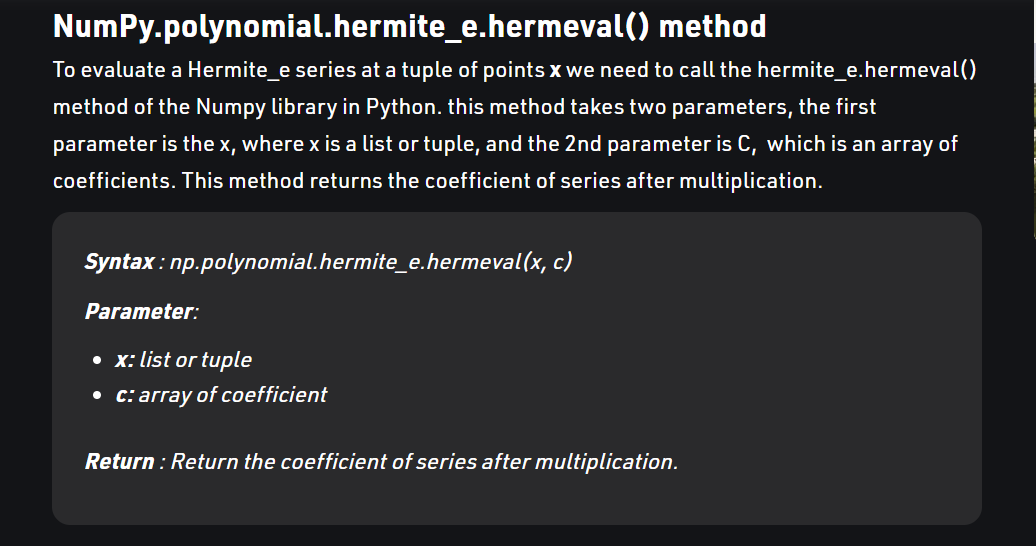 NumPy.polynomial.hermite_e.hermeval() method
To evaluate a Hermite_e series at a tuple of points x we need to call the hermite_e.hermeval()
method of the Numpy library in Python. this method takes two parameters, the first
parameter is the x, where x is a list or tuple, and the 2nd parameter is C,  which is an array of
coefficients. This method returns the coefficient of series after multiplication.
Syntax : np.polynomial.hermite_e.hermeval(x, c)
Parameter:
• x: list or tuple
• c: array of coefficient
Return : Return the coefficient of series after multiplication.